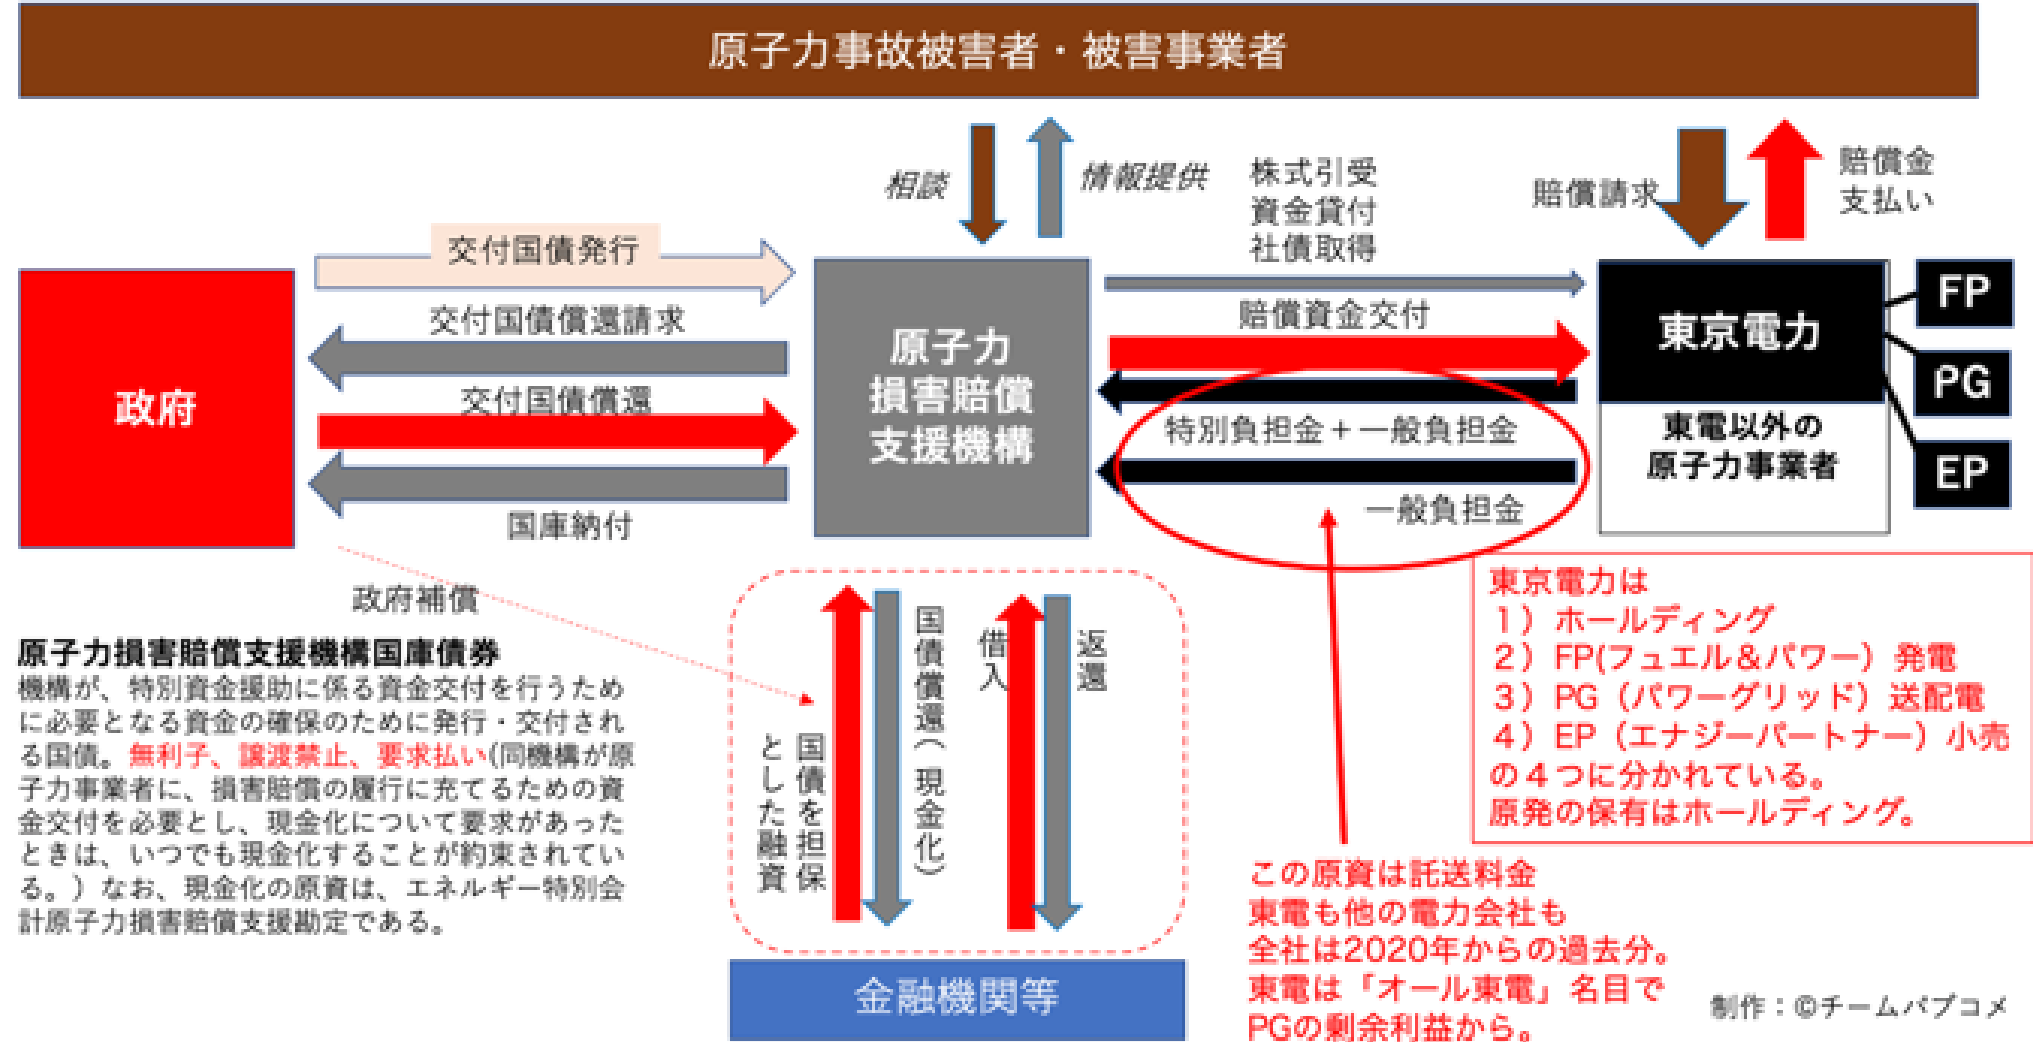 原子力事故被害者・被害事業者
相談
情報提供
株式引受
資金貸付
社債取得
賠償請求
賠償金
支払い
交付国債発行
交付国債償還請求
交付国債償還
国庫納付
政府
原子力
損害賠償
支援機構
賠償資金交付
特別負担金＋一般負担金
一般負担金
東京電力
東電以外の
原子力事業者
FP
PG
EP
政府補償
原子力損害賠償支援機構国庫債券
機構が、特別資金援助に係る資金交付を行うため
に必要となる資金の確保のために発行・交付され
る国債。無利子、譲渡禁止、要求払い(同機構が原
子力事業者に、損害賠償の履行に充てるための資
金交付を必要とし、現金化について要求があった
ときは、いつでも現金化することが約束されてい
る。）なお、現金化の原資は、エネルギー特別会
計原子力損害賠償支援勘定である。
国債を担保
とした融資
国債償還（現金化）
借入
返還
金融機関等
東京電力は
１）ホールディング
２）FP(フュエル＆パワー）発電
３）PG（パワーグリッド）送配電
４）EP（エナジーパートナー）小売
の４つに分かれている。
原発の保有はホールディング。
この原資は託送料金
東電も他の電力会社も
全社は2020年からの過去分。
東電は「オール東電」名目で
PGの剰余利益から。
制作：©チームパブコメ